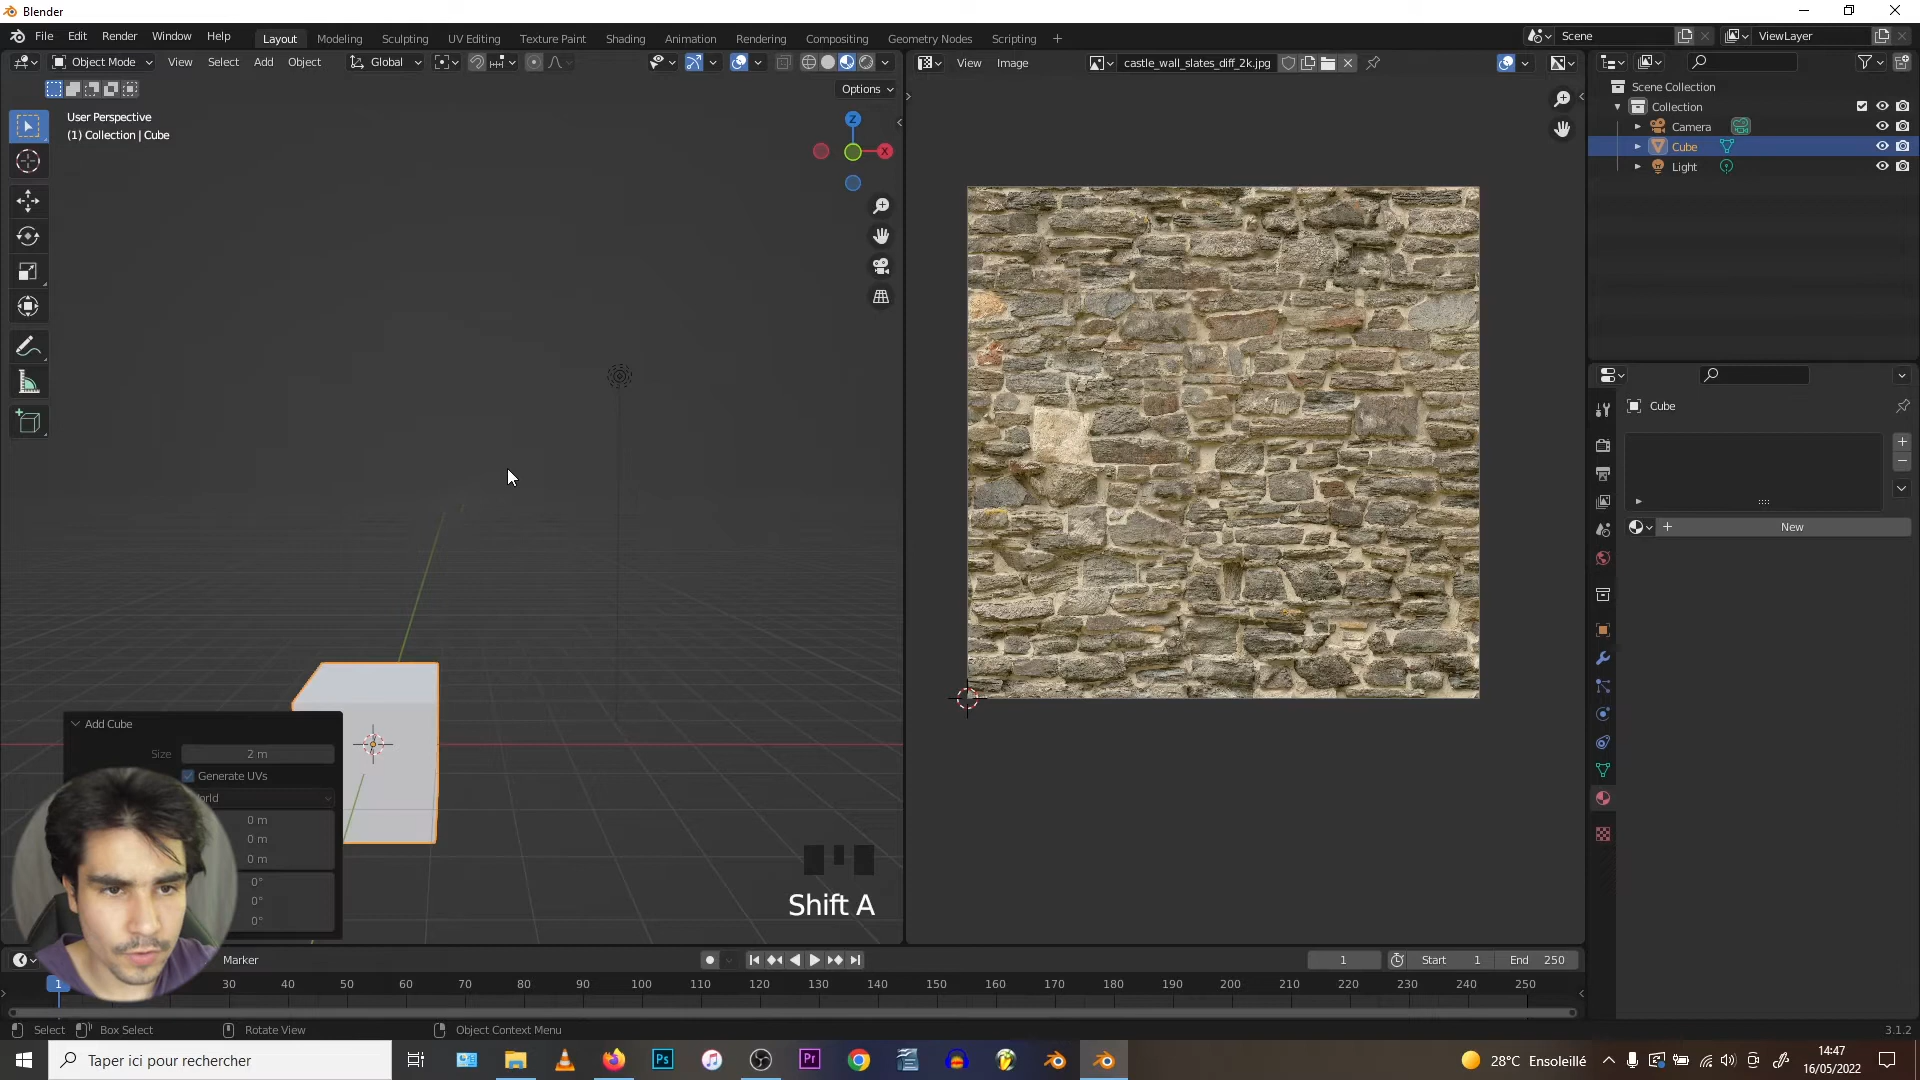 Blender
File Edit Render Window Help
Layout Modeling Sculpting UV Editing Texture Paint Shading Animation Rendering Compositing Geometry Nodes Scripting
Scene
ViewLayer
Object Mode View Select Add Object Global
View Image castle_wall_slates_diff_2k.jpg
Options
User Perspective
(1) Collection | Cube
Z
X
Scene Collection
Collection
Camera
Cube
Light
Cube
New
Add Cube
Size 2 m
Generate UVs
0 m
0 m
0 m
0°
0°
0°
Shift A
Marker
1 Start 1 End 250
1 30 40 50 60 70 80 90 100 110 120 130 140 150 160 170 180 190 200 210 220 230 240 250
Select Box Select Rotate View Object Context Menu
3.1.2
Taper ici pour rechercher
Ps
Pr
28°C Ensoleillé
14:47
16/05/2022